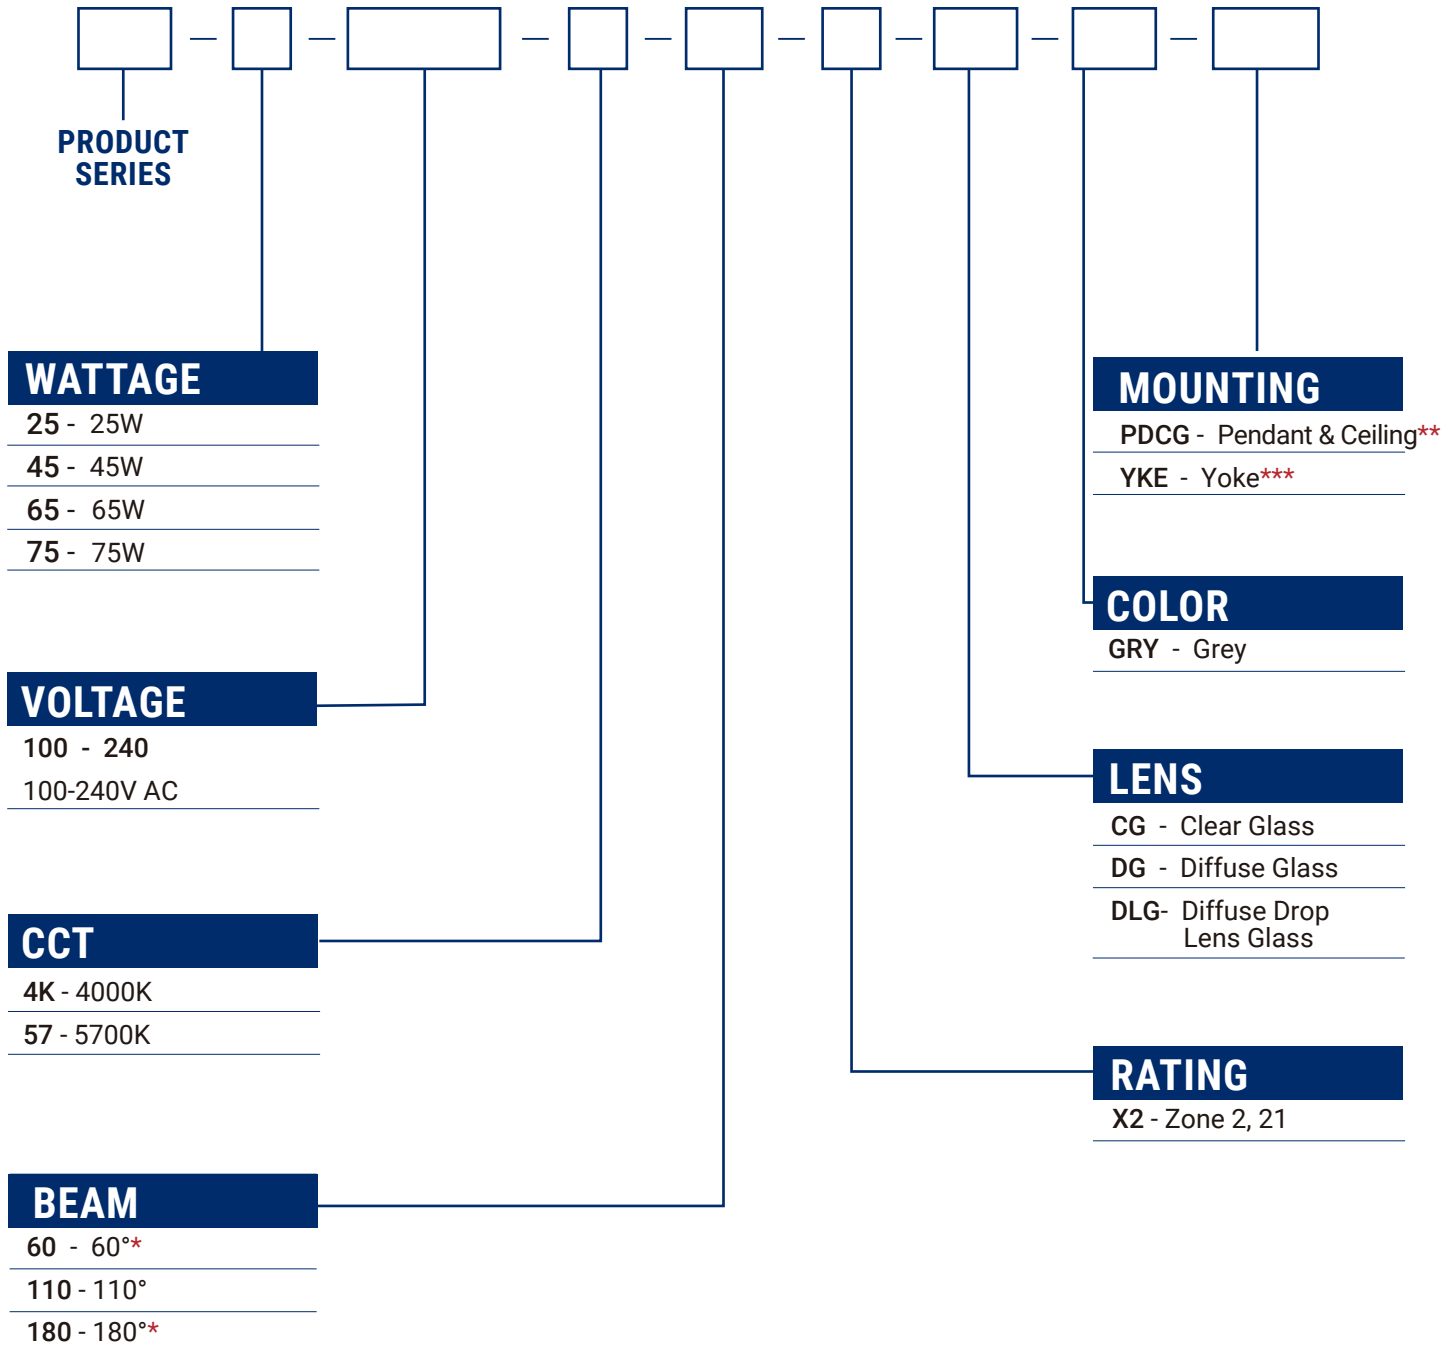 PRODUCT
SERIES
WATTAGE
25 - 25W
45 - 45W
65 - 65W
75 - 75W
VOLTAGE
100 - 240
100-240V AC
CCT
4K - 4000K
57 - 5700K
BEAM
60 - 60°*
110 - 110°
180 - 180°*
MOUNTING
PDCG - Pendant & Ceiling**
YKE - Yoke***
COLOR
GRY - Grey
LENS
CG - Clear Glass
DG - Diffuse Glass
DLG- Diffuse Drop
Lens Glass
RATING
X2 - Zone 2, 21